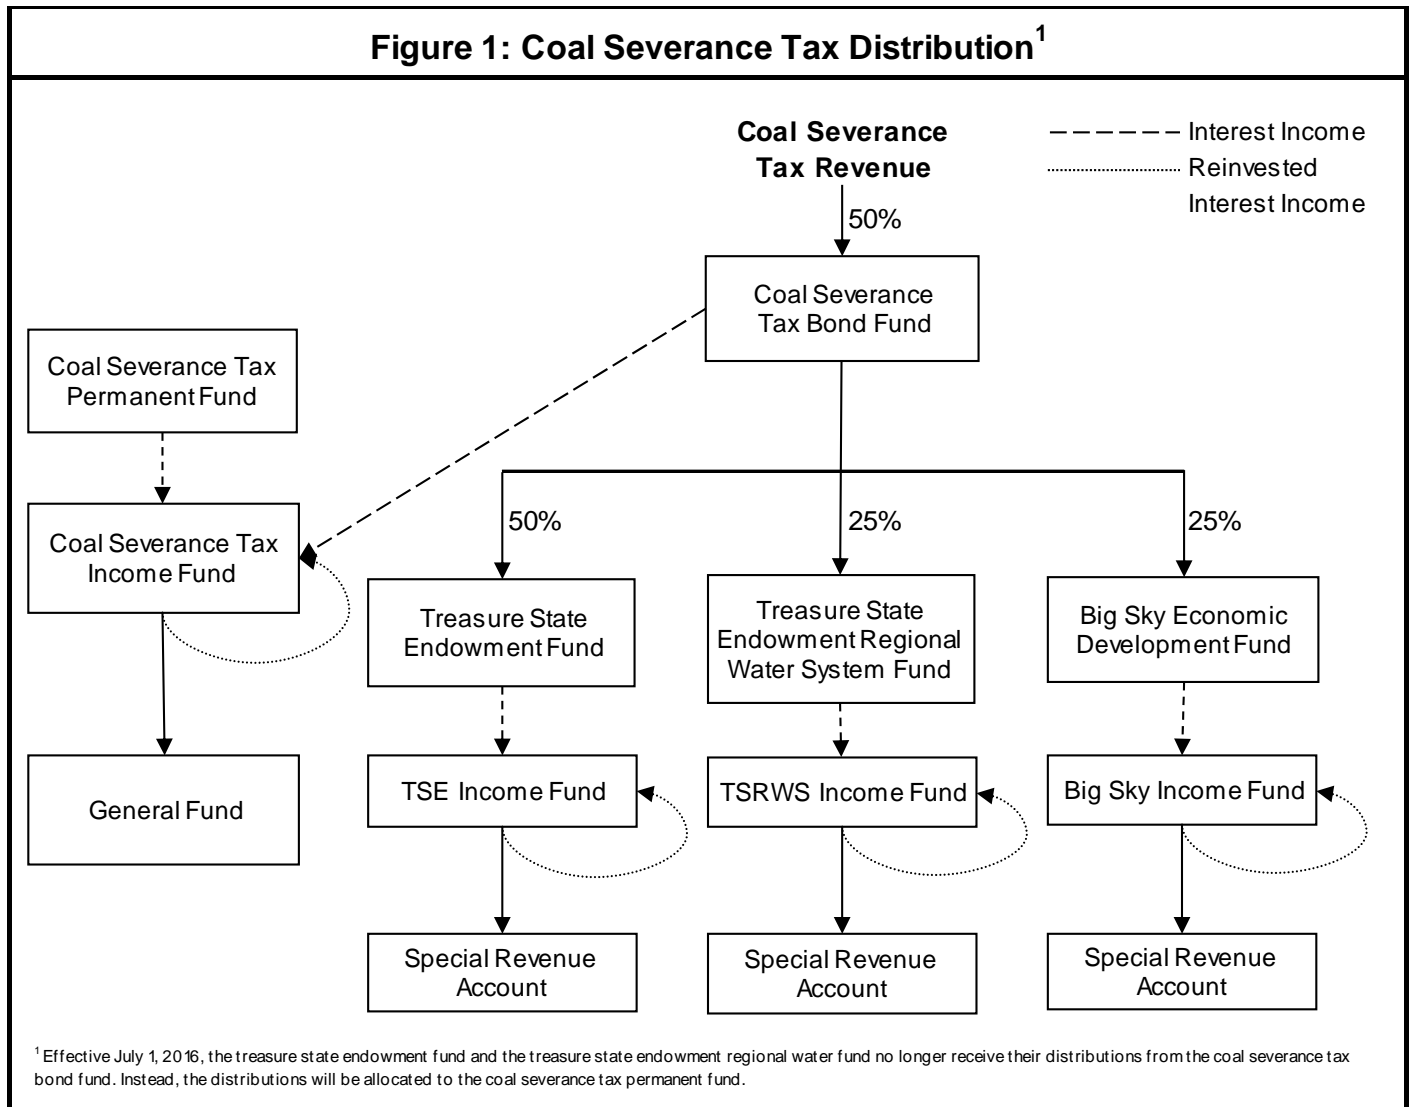 Figure 1: Coal Severance Tax Distribution1
Coal Severance
Tax Revenue
Interest Income
Reinvested
Interest Income
50%
Coal Severance
Tax Bond Fund
Coal Severance Tax
Permanent Fund
Coal Severance Tax
Income Fund
General Fund
50%
25%
25%
Treasure State
Endowment Fund
Treasure State
Endowment Regional
Water System Fund
Big Sky Economic
Development Fund
TSE Income Fund
TSRWS Income Fund
Big Sky Income Fund
Special Revenue
Account
Special Revenue
Account
Special Revenue
Account
1 Effective July 1, 2016, the treasure state endowment fund and the treasure state endowment regional water fund no longer receive their distributions from the coal severance tax
bond fund. Instead, the distributions will be allocated to the coal severance tax permanent fund.